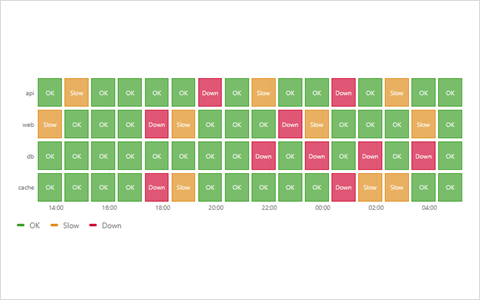 api OK Slow OK OK OK OK Down OK Slow OK OK Down OK Slow OK OK
web Slow OK OK OK Down Slow OK OK OK Down Slow OK OK OK Slow OK
db OK OK OK OK OK OK OK OK Down OK Down OK Down OK Down OK
cache OK OK OK OK Down Slow OK OK OK OK OK Down Slow Slow OK OK
14:00 16:00 18:00 20:00 22:00 00:00 02:00 04:00
OK Slow Down